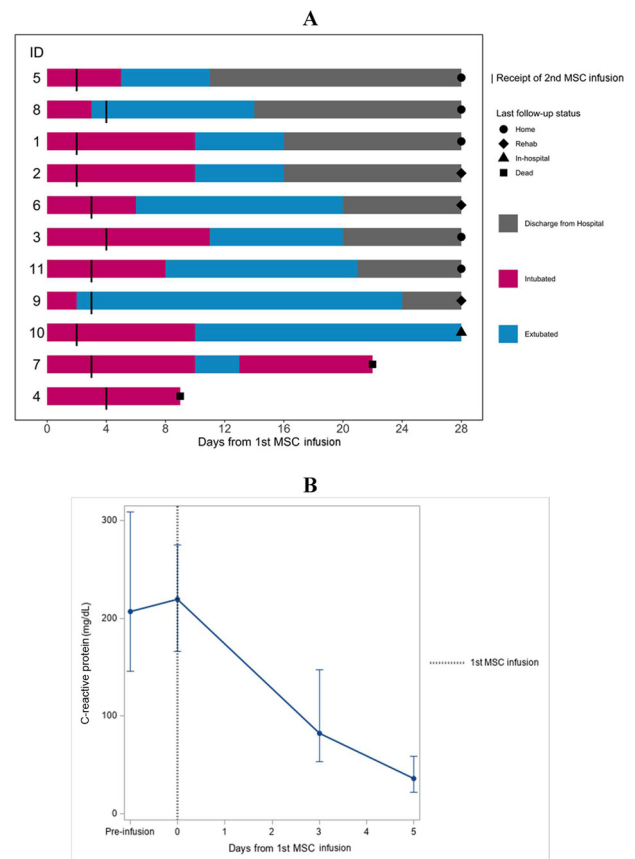 A
ID
5
8
1
2
6
3
11
9
10
7
4
0 4 8 12 16 20 24 28
Days from 1st MSC infusion
| Receipt of 2nd MSC infusion
Last follow-up status
Home
Rehab
In-hospital
Dead
Discharge from Hospital
Intubated
Extubated
B
300
200
100
0
C-reactive protein (mg/dL)
Pre-infusion 0 1 2 3 4 5
Days from 1st MSC infusion
1st MSC infusion